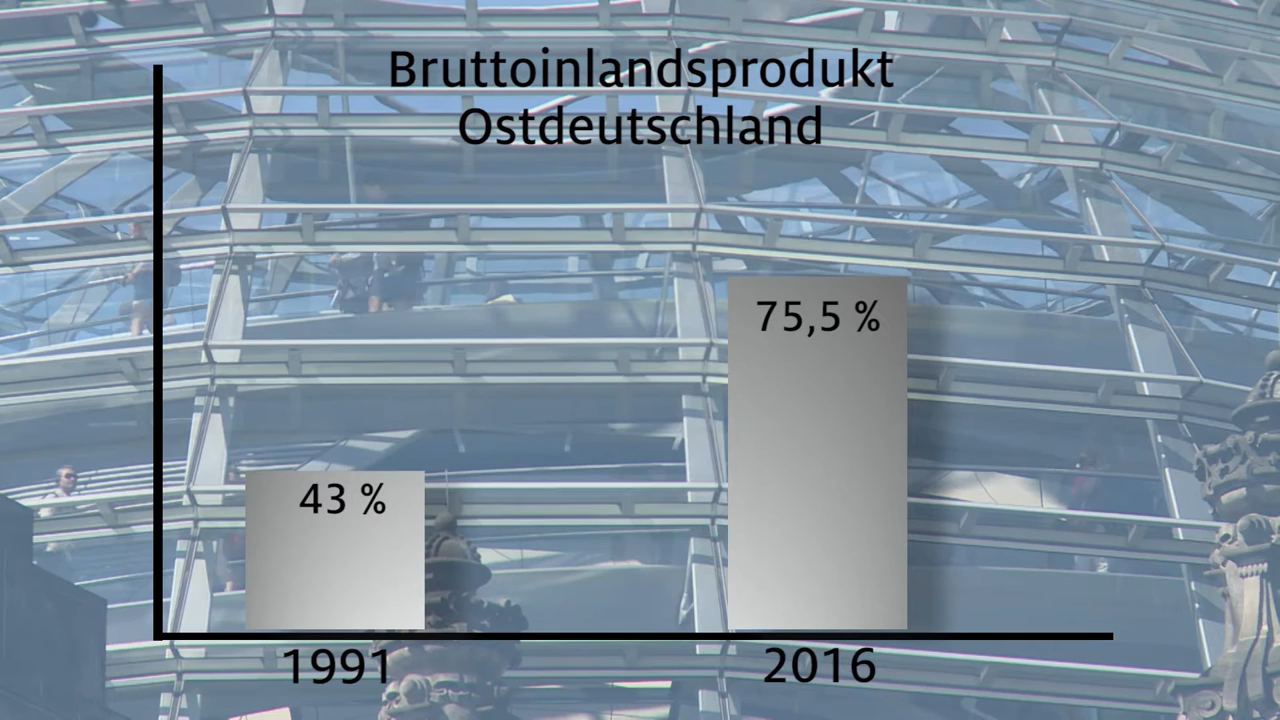 Bruttoinlandsprodukt
Ostdeutschland
75,5 %
43 %
1991
2016